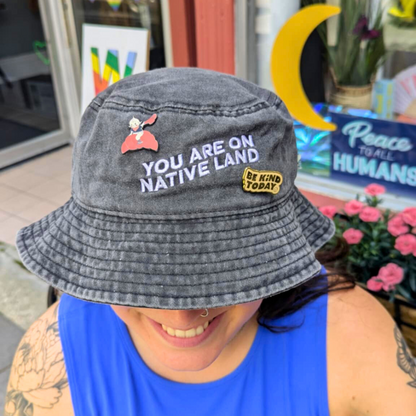 YOU ARE ON
NATIVE LAND
BE KIND
TODAY
W
Peace
TO ALL
HUMANS